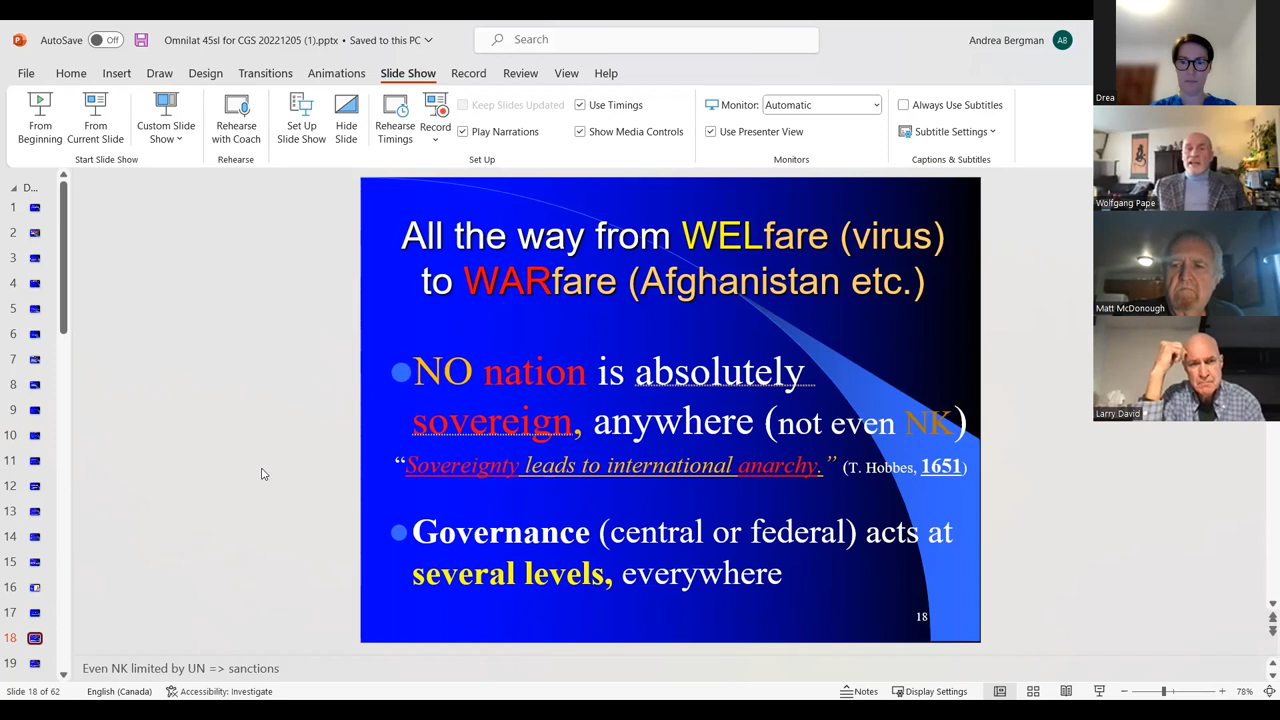 AutoSave Off Omnilat 45sl for CGS 20221205 (1).pptx • Saved to this PC Search Andrea Bergman AB
File Home Insert Draw Design Transitions Animations Slide Show Record Review View Help
From Beginning
From Current Slide
Custom Slide Show
Start Slide Show
Rehearse with Coach
Rehearse
Set Up Slide Show
Hide Slide
Rehearse Timings
Record
Keep Slides Updated
Play Narrations
Use Timings
Show Media Controls
Set Up
Monitor: Automatic
Use Presenter View
Monitors
Always Use Subtitles
Subtitle Settings
Captions & Subtitles
D...
1
2
3
4
5
6
7
8
9
10
11
12
13
14
15
16
17
18
19
All the way from WELfare (virus)
to WARfare (Afghanistan etc.)
NO nation is absolutely
sovereign, anywhere (not even NK)
“Sovereignty leads to international anarchy.” (T. Hobbes, 1651)
Governance (central or federal) acts at
several levels, everywhere
18
Even NK limited by UN => sanctions
Slide 18 of 62 English (Canada) Accessibility: Investigate Notes Display Settings 78%
Drea
Wolfgang Pape
Matt McDonough
Larry David